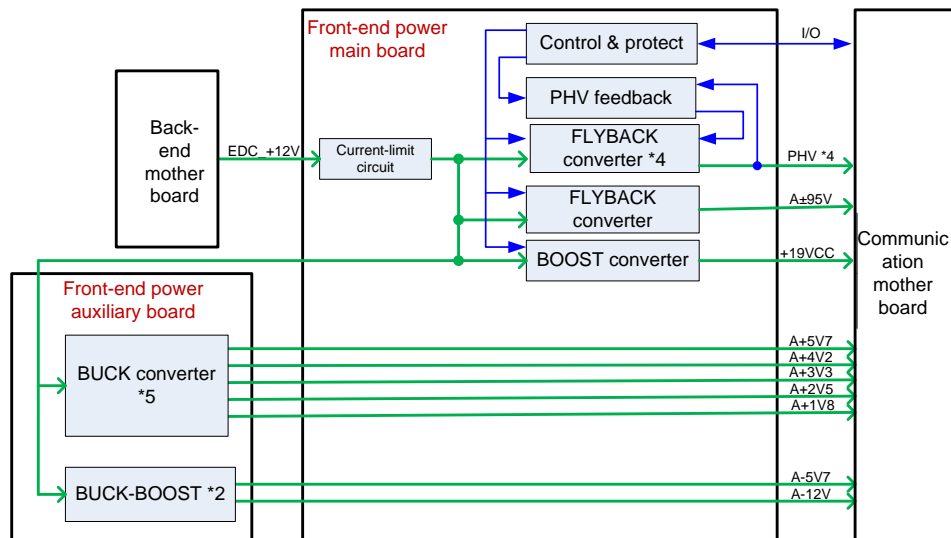 Front-end power
main board
Control & protect
I/O
PHV feedback
Back-
end
mother
board
EDC_+12V
Current-limit
circuit
FLYBACK
converter *4
PHV *4
FLYBACK
converter
A±95V
BOOST converter
+19VCC
Communic
ation
mother
board
Front-end power
auxiliary board
BUCK converter
*5
A+5V7
A+4V2
A+3V3
A+2V5
A+1V8
BUCK-BOOST *2
A-5V7
A-12V